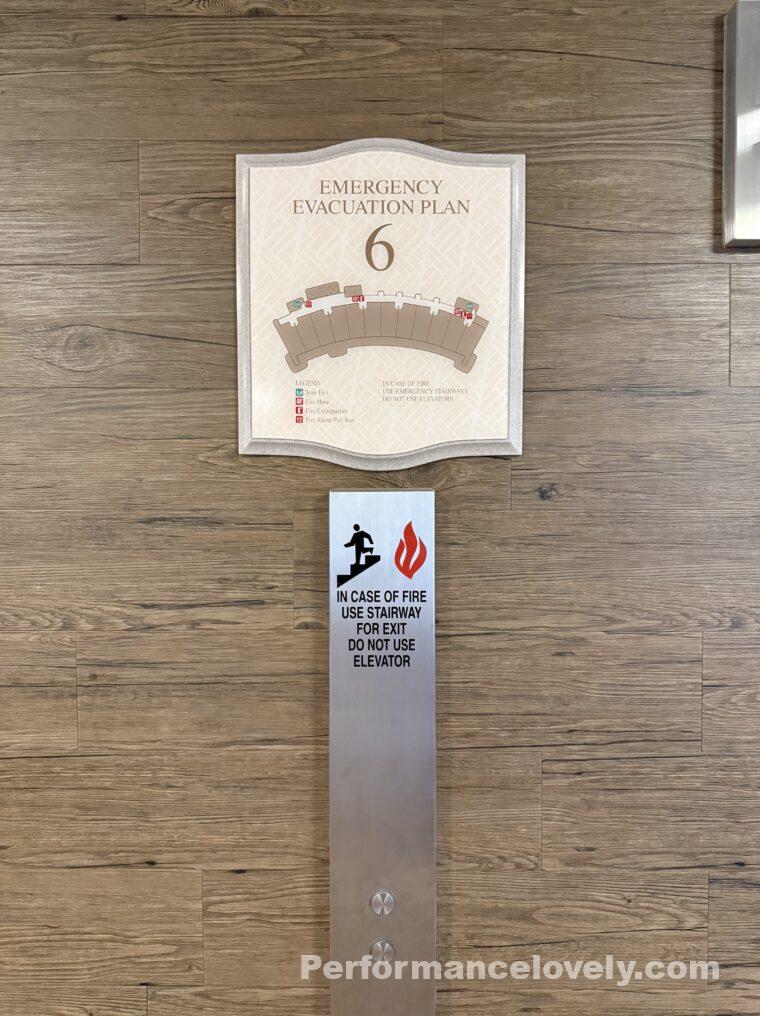 EMERGENCY
EVACUATION PLAN
6
LEGEND
Stair Exit
Fire Hose
Fire Extinguisher
Fire Alarm Pull Box
IN CASE OF FIRE
USE EMERGENCY STAIRWAYS
DO NOT USE ELEVATORS
IN CASE OF FIRE
USE STAIRWAY
FOR EXIT
DO NOT USE
ELEVATOR
Performancelovely.com